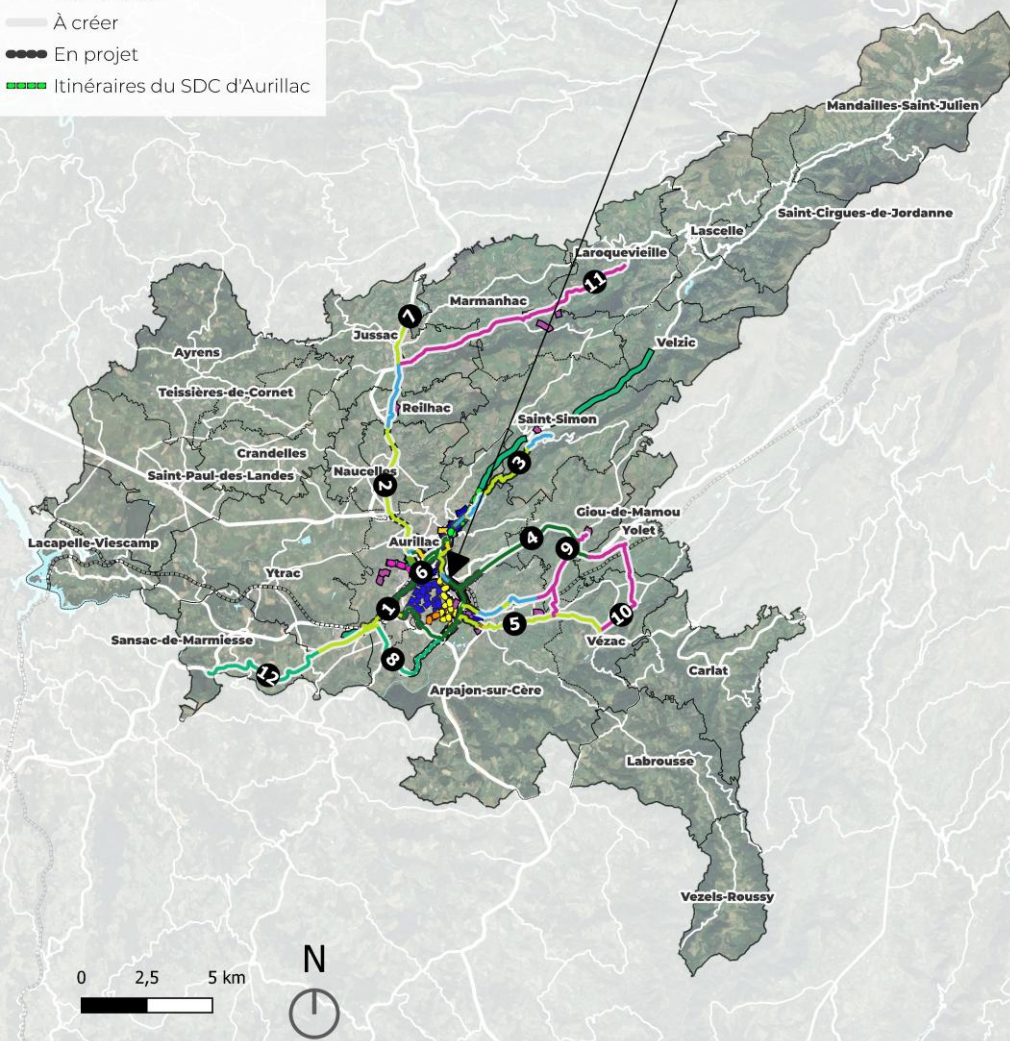 À créer
En projet
Itinéraires du SDC d'Aurillac
Mandailles-Saint-Julien
Saint-Cirgues-de-Jordanne
Lascelle
Laroquevieille
11
Marmanhac
7
Jussac
Velzic
Ayrens
Teissières-de-Cornet
Reilhac
Saint-Simon
Crandelles
3
Naucelles
Saint-Paul-des-Landes
2
Giou-de-Mamou
Yolet
4
Lacapelle-Viescamp
Aurillac
9
Ytrac
6
1
10
5
Sansac-de-Marmiesse
Vézac
8
Carlat
12
Arpajon-sur-Cère
Labrousse
Vezels-Roussy
N
0 2,5 5 km